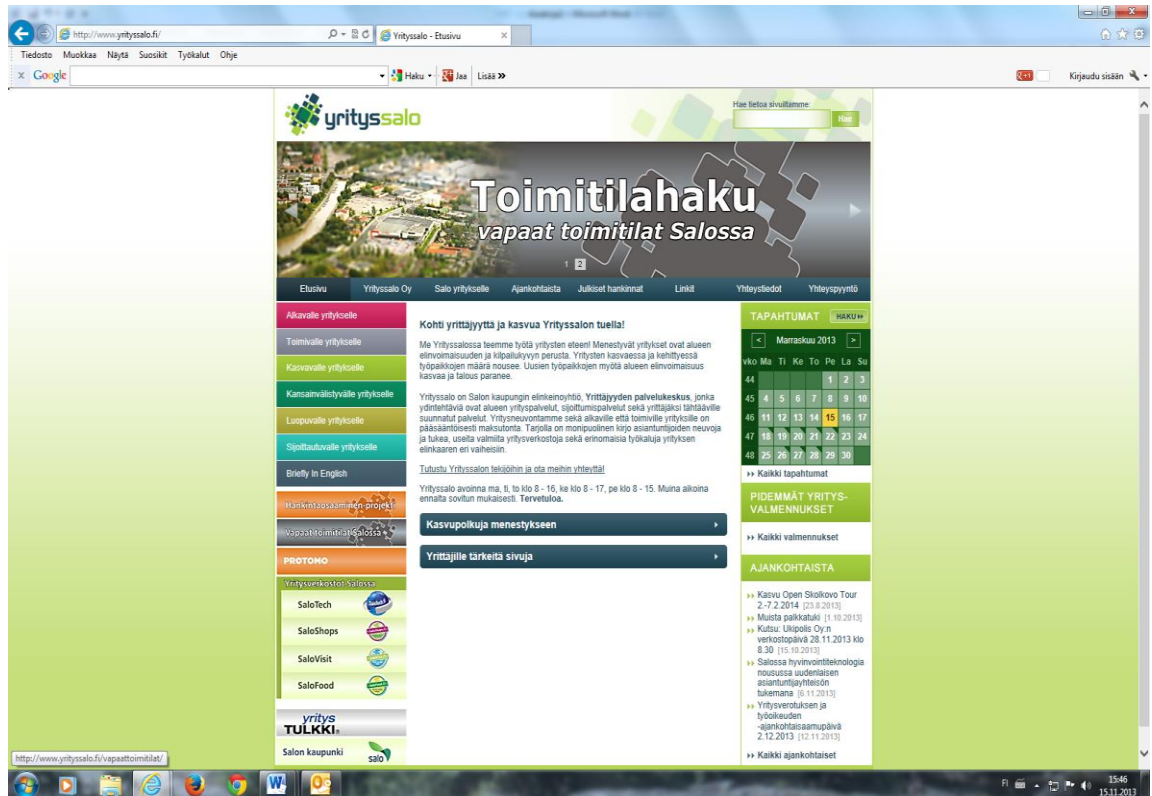 http://www.yrityssalo.fi/
Yrityssalo - Etusivu
Tiedosto Muokkaa Näytä Suosikit Työkalut Ohje
x Google Haku Jaa Lisää » Kirjaudu sisään
yrityssalo
Hae tietoa sivuiltamme:
Hae
Toimitilahaku
vapaat toimitilat Salossa
1 2
Etusivu Yrityssalo Oy Salo yritykselle Ajankohtaista Julkiset hankinnat Linkit Yhteystiedot Yhteyspyyntö
Alkavalle yritykselle
Toimivalle yritykselle
Kasvavalle yritykselle
Kansainvälistyvälle yritykselle
Luopuvalle yritykselle
Sijoittautuvalle yritykselle
Briefly In English
Hankintaosaaminen-projekti
Vapaat toimitilat Salossa
PROTOMO
Yritysverkostot Salossa
SaloTech
SaloShops
SaloVisit
SaloFood
yritys
TULKKI
Salon kaupunki
salo
Kohti yrittäjyyttä ja kasvua Yrityssalon tuella!
Me Yrityssalossa teemme työtä yritysten eteen! Menestyvät yritykset ovat alueen
elinvoimaisuuden ja kilpailukyvyn perusta. Yritysten kasvaessa ja kehittyessä
työpaikkojen määrä nousee. Uusien työpaikkojen myötä alueen elinvoimaisuus
kasvaa ja talous paranee.
Yrityssalo on Salon kaupungin elinkeinoyhtiö, Yrittäjyyden palvelukeskus, jonka
ydintehtäviä ovat alueen yrityspalvelut, sijoittumispalvelut sekä yrittäjäksi tähtääville
suunnatut palvelut. Yritysneuvontamme sekä alkaville että toimiville yrityksille on
pääsääntöisesti maksutonta. Tarjolla on monipuolinen kirjo asiantuntijoiden neuvoja
ja tukea, useita valmiita yritysverkostoja sekä erinomaisia työkaluja yrityksen
elinkaaren eri vaiheisiin.
Tutustu Yrityssalon tekijöihin ja ota meihin yhteyttä!
Yrityssalo avoinna ma, ti, to klo 8 - 16, ke klo 8 - 17, pe klo 8 - 15. Muina aikoina
ennalta sovitun mukaisesti. Tervetuloa.
Kasvupolkuja menestykseen
Yrittäjille tärkeitä sivuja
TAPAHTUMAT HAKU
< Marraskuu 2013 >
vko Ma Ti Ke To Pe La Su
44 1 2 3
45 4 5 6 7 8 9 10
46 11 12 13 14 15 16 17
47 18 19 20 21 22 23 24
48 25 26 27 28 29 30
›› Kaikki tapahtumat
PIDEMMÄT YRITYS-
VALMENNUKSET
›› Kaikki valmennukset
AJANKOHTAISTA
›› Kasvu Open Skolkovo Tour
2.-7.2.2014 [23.8.2013]
›› Muista palkkatuki [1.10.2013]
›› Kutsu: Ukipolis Oy:n
verkostopäivä 28.11.2013 klo
8.30 [15.10.2013]
›› Salossa hyvinvointiteknologia
nousussa uudenlaisen
asiantuntijayhteisön
tukemana [6.11.2013]
›› Yritysverotuksen ja
työoikeuden
-ajankohtaisaamupäivä
2.12.2013 [12.11.2013]
›› Kaikki ajankohtaiset
http://www.yrityssalo.fi/vapaattoimitilat/
FI 15:46
15.11.2013